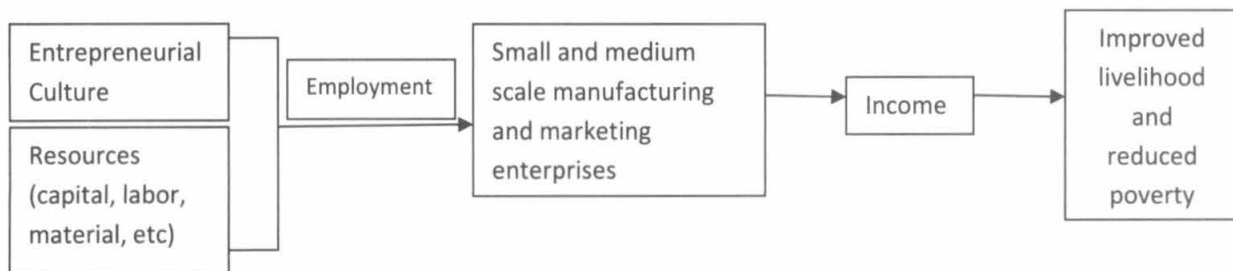 Entrepreneurial
Culture
Resources
(capital, labor,
material, etc)
Employment
Small and medium
scale manufacturing
and marketing
enterprises
Income
Improved
livelihood
and
reduced
poverty